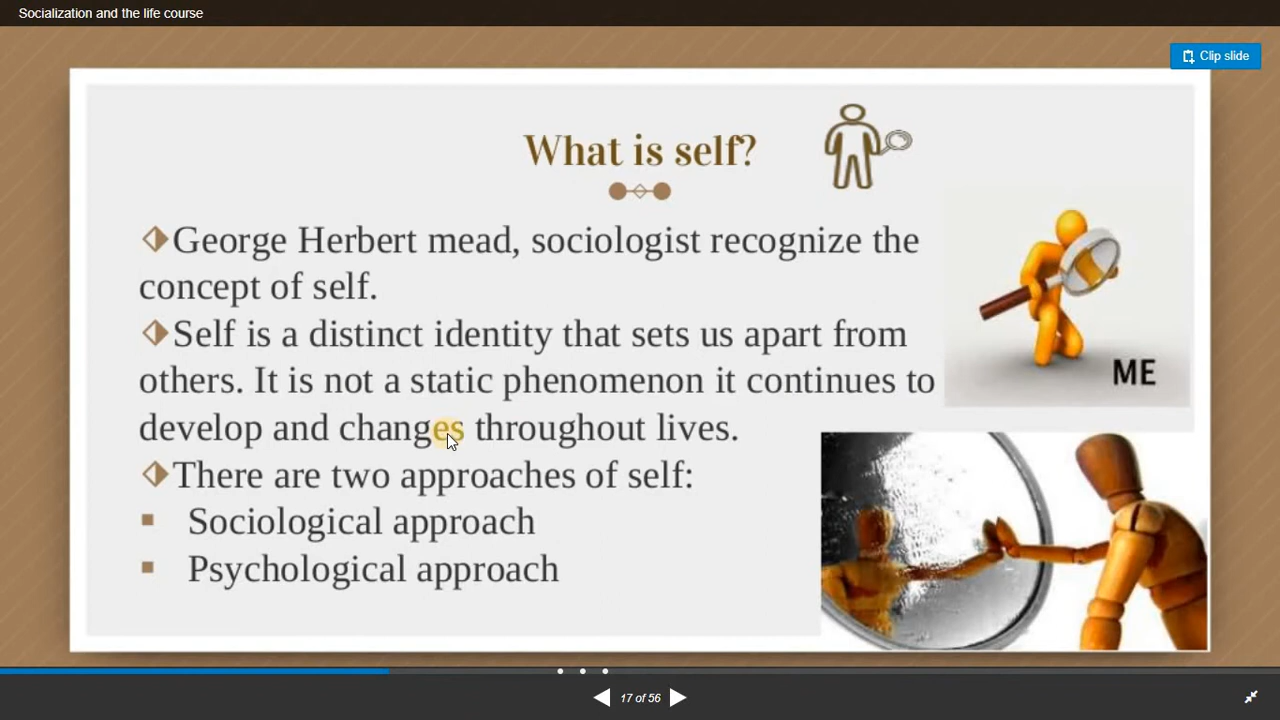 Socialization and the life course
Clip slide
What is self?
George Herbert mead, sociologist recognize the
concept of self.
Self is a distinct identity that sets us apart from
others. It is not a static phenomenon it continues to
develop and changes throughout lives.
There are two approaches of self:
Sociological approach
Psychological approach
ME
17 of 56